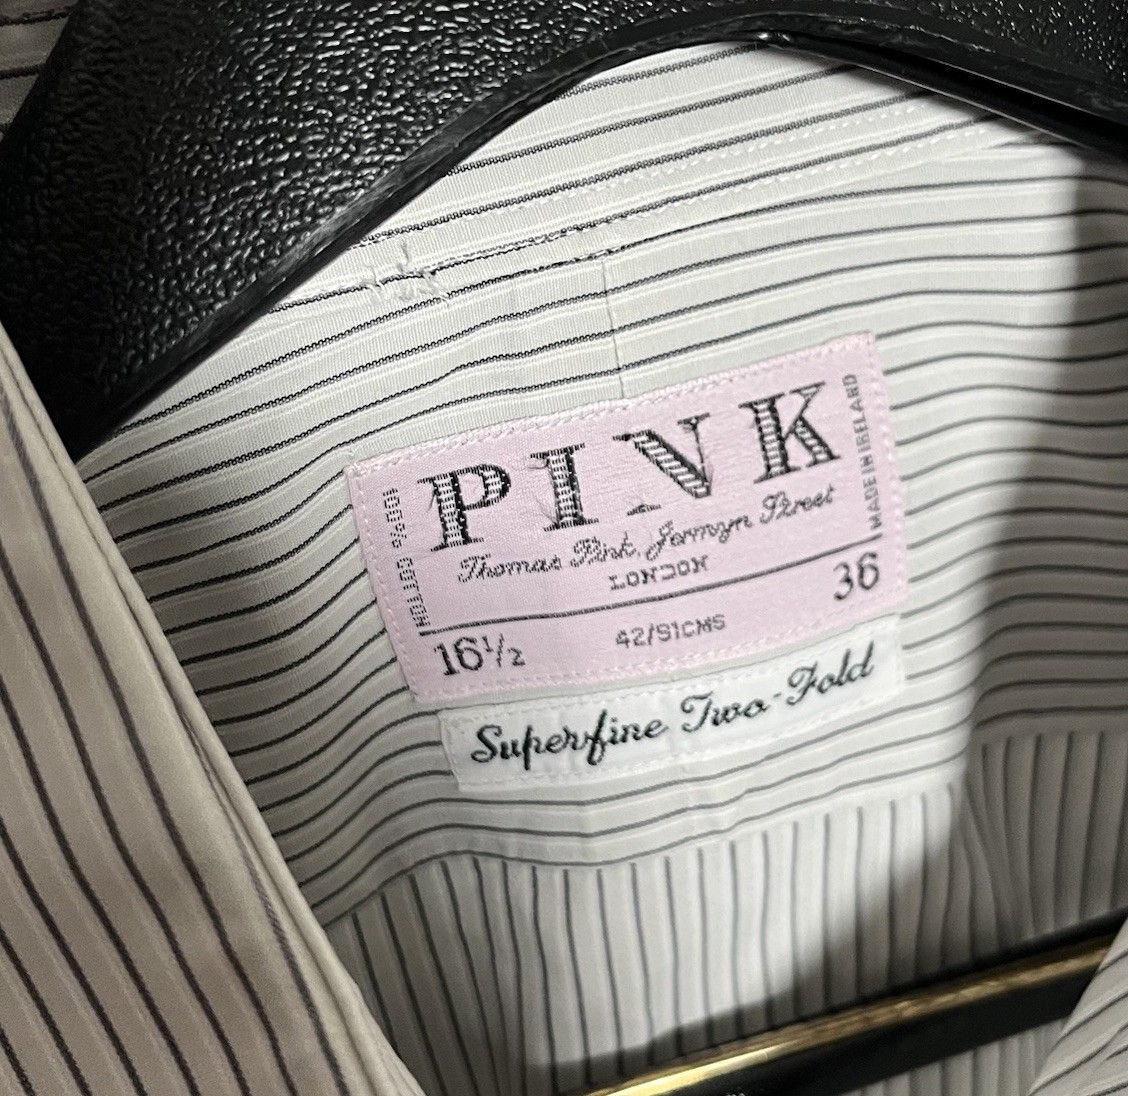 PINK
100% COTTON
MADE IN IRELAND
Thomas Pink, Jermyn Street
LONDON
16½ 42/91CMS 36
Superfine Two-Fold